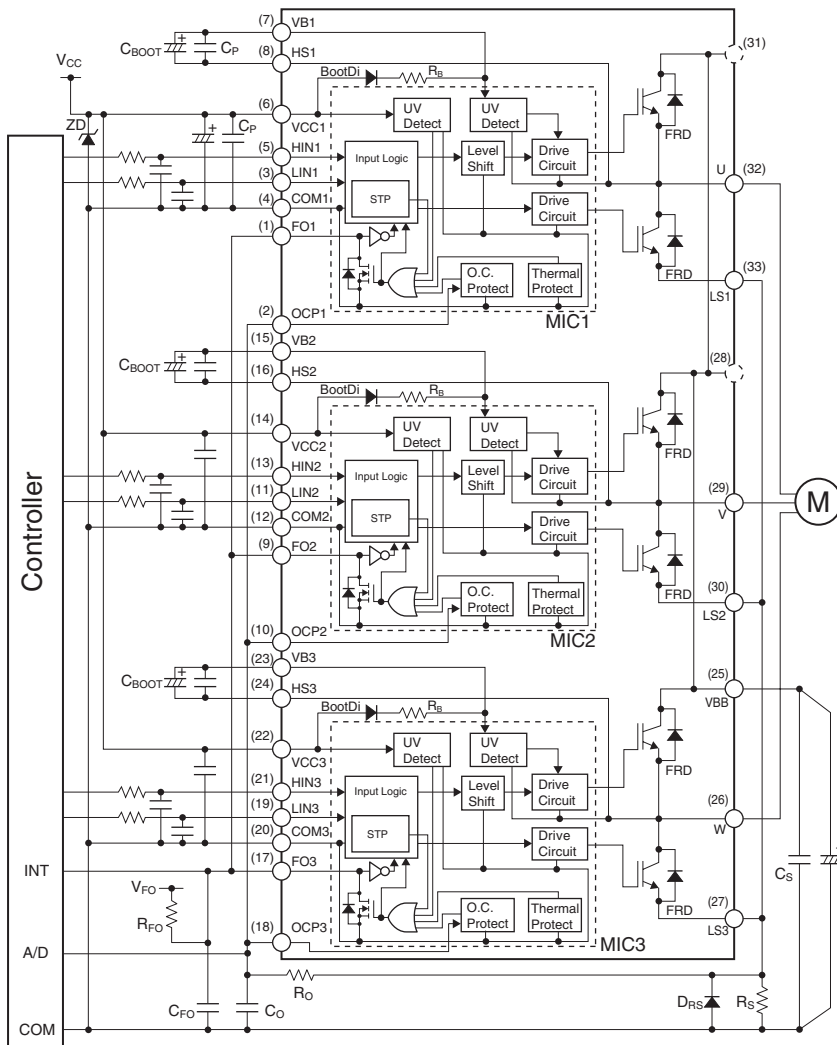 (7) VB1
CBOOT CP
(8) HS1
(31)
VCC
BootDi RB
(6)
VCC1
UV Detect
UV Detect
FRD
ZD
CP
(5) HIN1
Input Logic
Level Shift
Drive Circuit
(3) LIN1
U (32)
STP
(4) COM1
Drive Circuit
(1) FO1
FRD
O.C. Protect
Thermal Protect
(33)
LS1
(2) OCP1
MIC1
(15) VB2
CBOOT
(16) HS2
(28)
BootDi RB
(14)
VCC2
UV Detect
UV Detect
FRD
(13) HIN2
Input Logic
Level Shift
Drive Circuit
(11) LIN2
(29)
V
M
STP
(12) COM2
Drive Circuit
(9) FO2
FRD
O.C. Protect
Thermal Protect
(30)
LS2
(10) OCP2
MIC2
Controller
(23) VB3
CBOOT
(24) HS3
(25)
VBB
BootDi RB
(22)
VCC3
UV Detect
UV Detect
FRD
(21) HIN3
Input Logic
Level Shift
Drive Circuit
(19) LIN3
(26)
W
STP
(20) COM3
Drive Circuit
INT
(17) FO3
CS
VFO
RFO
FRD
O.C. Protect
Thermal Protect
(27)
LS3
(18) OCP3
MIC3
A/D
RO
CFO
CO
DRS
RS
COM